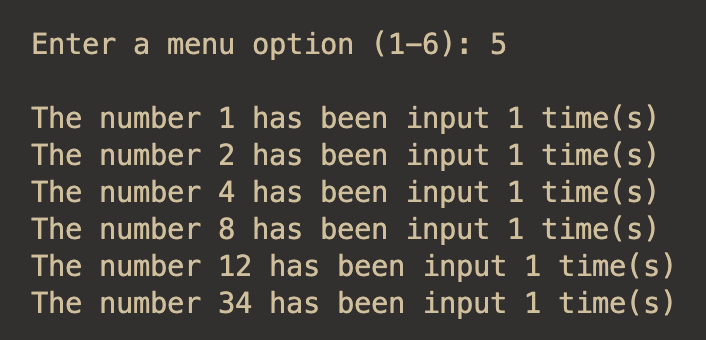 Enter a menu option (1-6): 5
The number 1 has been input 1 time(s)
The number 2 has been input 1 time(s)
The number 4 has been input 1 time(s)
The number 8 has been input 1 time(s)
The number 12 has been input 1 time(s)
The number 34 has been input 1 time(s)